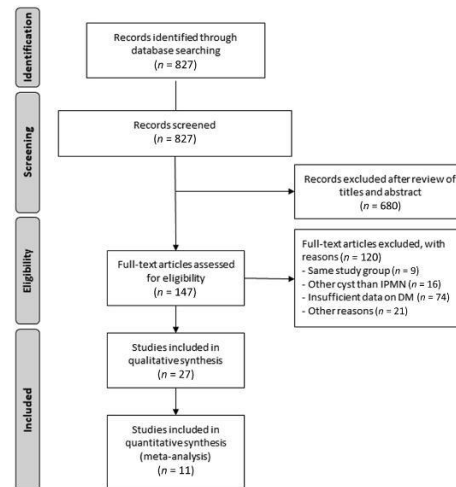 Identification
Records identified through
database searching
(n = 827)
Screening
Records screened
(n = 827)
Records excluded after review of
titles and abstract
(n = 680)
Eligibility
Full-text articles assessed
for eligibility
(n = 147)
Full-text articles excluded, with
reasons (n = 120)
- Same study group (n = 9)
- Other cyst than IPMN (n = 16)
- Insufficient data on DM (n = 74)
- Other reasons (n = 21)
Studies included in
qualitative synthesis
(n = 27)
Included
Studies included in
quantitative synthesis
(meta-analysis)
(n = 11)